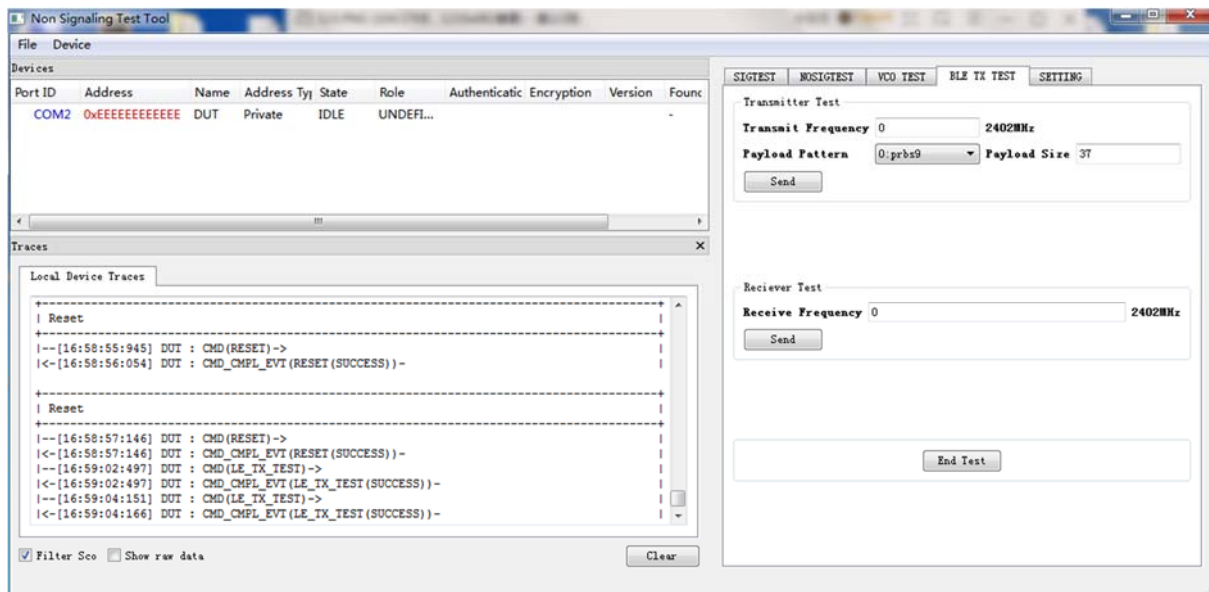 Non Signaling Test Tool
File Device
Devices
Port ID Address Name Address Ty State Role Authenticatic Encryption Version Found
COM2 0xEEEEEEEEEEEE DUT Private IDLE UNDEFI... -
Traces
Local Device Traces
| Reset
|--[16:58:55:945] DUT : CMD(RESET)->
|<-[16:58:56:054] DUT : CMD_CMPL_EVT(RESET(SUCCESS))-
| Reset
|--[16:58:57:146] DUT : CMD(RESET)->
|<-[16:58:57:146] DUT : CMD_CMPL_EVT(RESET(SUCCESS))-
|--[16:59:02:497] DUT : CMD(LE_TX_TEST)->
|<-[16:59:02:497] DUT : CMD_CMPL_EVT(LE_TX_TEST(SUCCESS))-
|--[16:59:04:151] DUT : CMD(LE_TX_TEST)->
|<-[16:59:04:166] DUT : CMD_CMPL_EVT(LE_TX_TEST(SUCCESS))-
Filter Sco Show raw data Clear
SIGTEST NOSIGTEST VCO TEST BLE TX TEST SETTING
Transmitter Test
Transmit Frequency 0 2402MHz
Payload Pattern 0:prbs9 Payload Size 37
Send
Reciever Test
Receive Frequency 0 2402MHz
Send
End Test